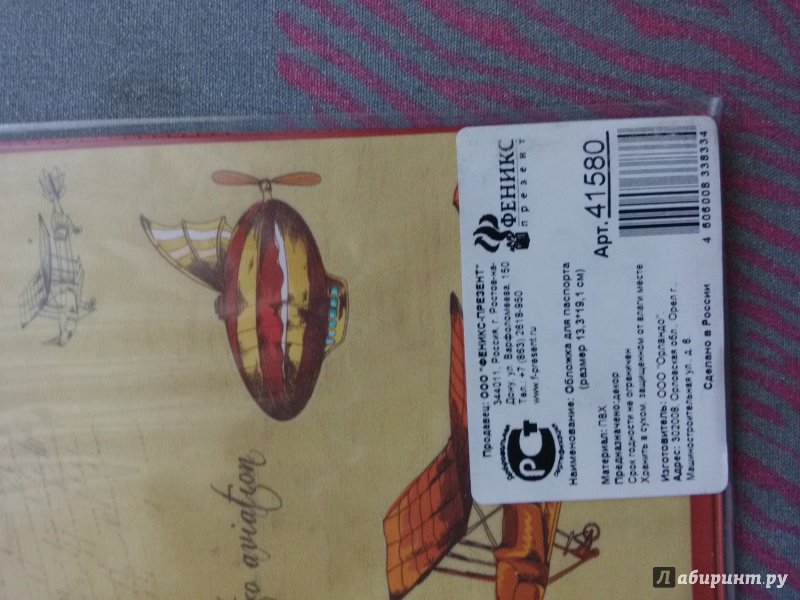 ФЕНИКС
презент
Продавец: ООО "ФЕНИКС-ПРЕЗЕНТ"
344011, Россия, г. Ростов-на-
Дону, ул. Варфоломеева, 150
Тел. +7 (863) 2618-950
www.f-present.ru
РСт
Наименование: Обложка для паспорта
(размер 13,3*19,1 см)
Арт. 41580
Материал: ПВХ
Предназначено: декор
Срок годности не ограничен
Хранить в сухом, защищенном от влаги месте
Изготовитель: ООО "Орландо",
Адрес: 302008, Орловская обл., Орел г.,
Машиностроительная ул., д. 6.
Сделано в России
4 606008 338334
aviation
Лабиринт.ру